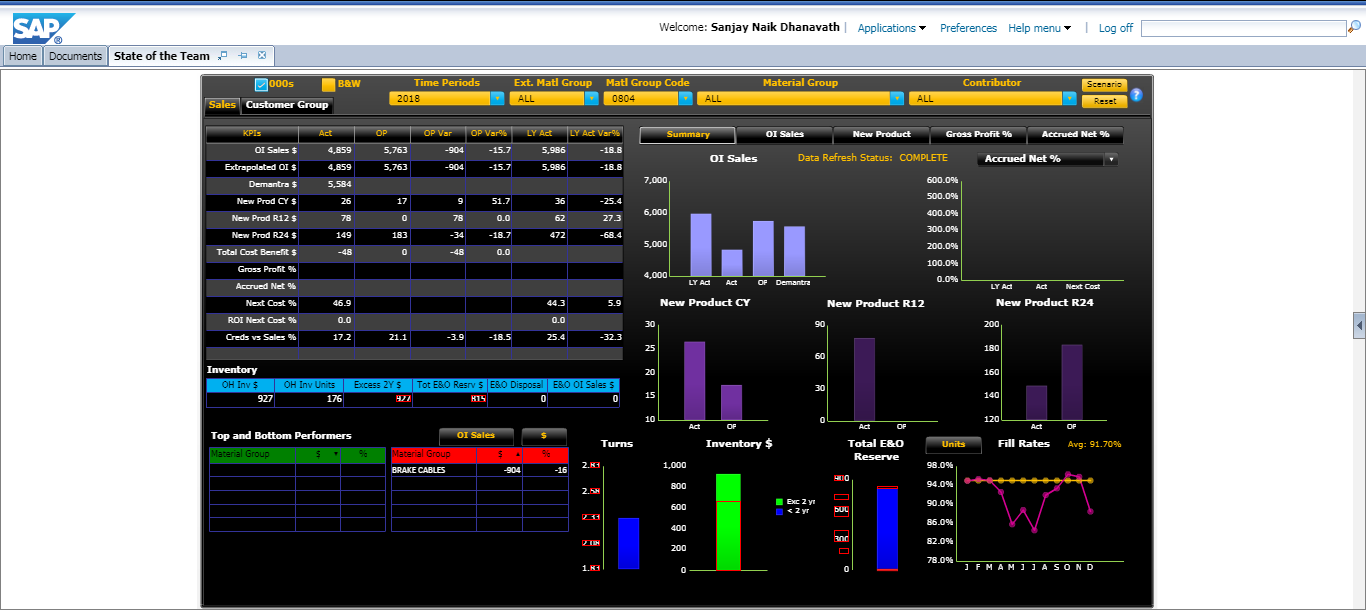 SAP ®
Welcome: Sanjay Naik Dhanavath | Applications Preferences Help menu | Log off
Home Documents State of the Team
000s B&W Time Periods Ext. Matl Group Matl Group Code Material Group Contributor Scenario
2018 ALL 0804 ALL ALL Reset ?
Sales Customer Group
KPIs Act OP OP Var OP Var% LY Act LY Act Var%
OI Sales $ 4,859 5,763 -904 -15.7 5,986 -18.8
Extrapolated OI $ 4,859 5,763 -904 -15.7 5,986 -18.8
Demantra $ 5,584
New Prod CY $ 26 17 9 51.7 36 -25.4
New Prod R12 $ 78 0 78 0.0 62 27.3
New Prod R24 $ 149 183 -34 -18.7 472 -68.4
Total Cost Benefit $ -48 0 -48 0.0
Gross Profit %
Accrued Net %
Next Cost % 46.9 44.3 5.9
ROI Next Cost % 0.0 0.0
Creds vs Sales % 17.2 21.1 -3.9 -18.5 25.4 -32.3
Inventory
OH Inv $ OH Inv Units Excess 2Y $ Tot E&O Resrv $ E&O Disposal E&O OI Sales $
927 176 927 815 0 0
Top and Bottom Performers OI Sales $
Material Group $ %
Material Group $ %
BRAKE CABLES -904 -16
Summary OI Sales New Product Gross Profit % Accrued Net %
OI Sales Data Refresh Status: COMPLETE Accrued Net %
7,000
6,000
5,000
4,000
LY Act Act OP Demantra
600.0%
500.0%
400.0%
300.0%
200.0%
100.0%
0.0%
LY Act Act Next Cost
New Product CY
30
25
20
15
10
Act OP
New Product R12
90
60
30
0
Act OP
New Product R24
200
180
160
140
120
Act OP
Turns
2.83
2.58
2.33
2.08
1.83
Inventory $
1,000
800
600
400
200
0
Exc 2 yr
< 2 yr
Total E&O
Reserve
900
600
300
0
Units Fill Rates Avg: 91.70%
98.0%
94.0%
90.0%
86.0%
82.0%
78.0%
J F M A M J J A S O N D